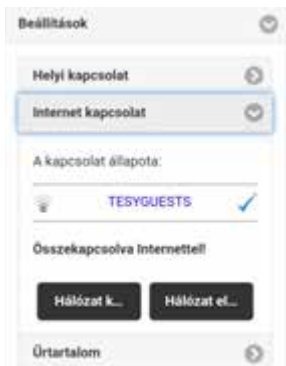 Beállítások
Helyi kapcsolat
Internet kapcsolat
A kapcsolat állapota:
TESYGUESTS
Összekapcsolva Internettel!
Hálózat k... Hálózat el...
Űrtartalom